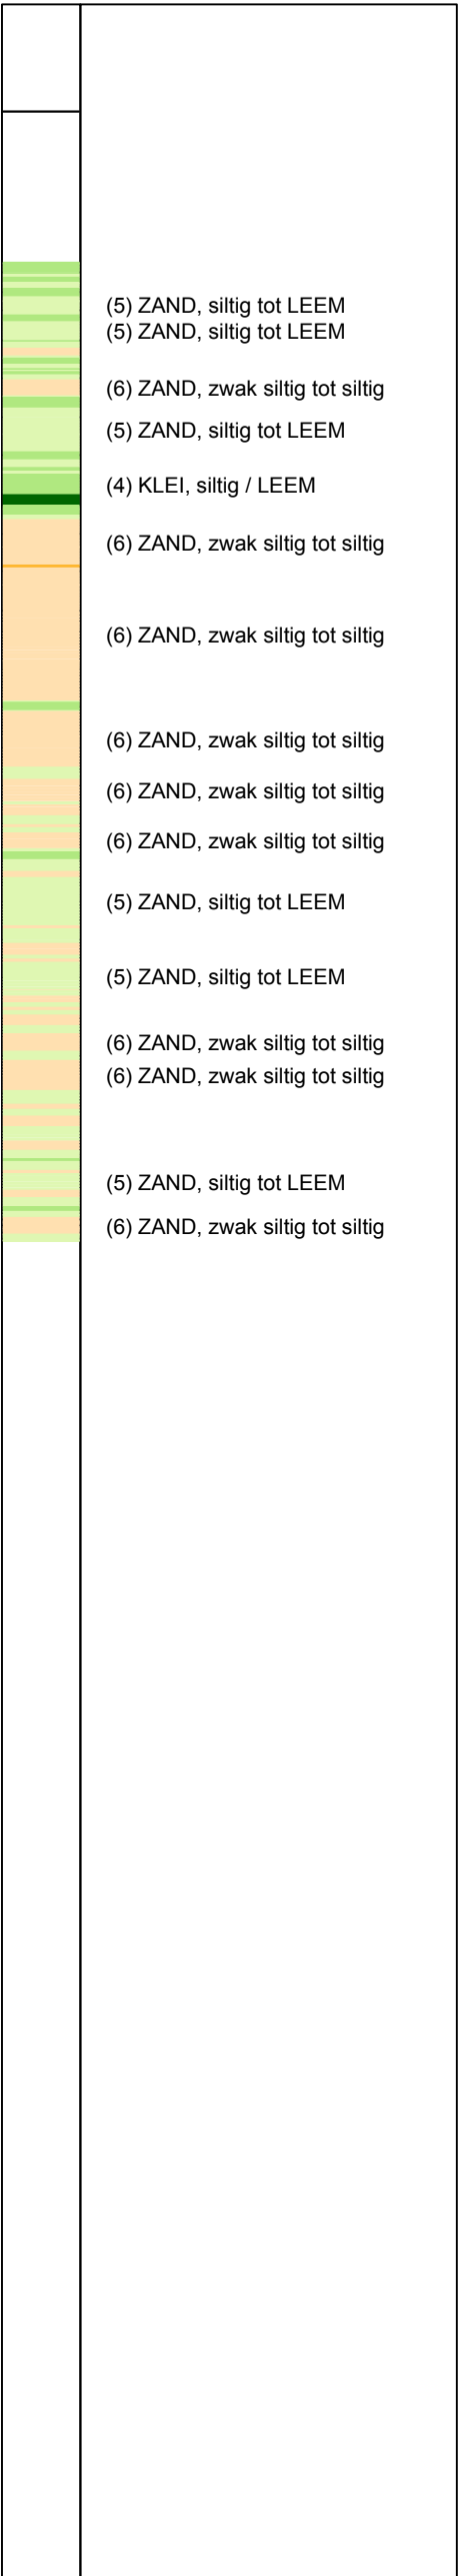 (5) ZAND, siltig tot LEEM
(5) ZAND, siltig tot LEEM
(6) ZAND, zwak siltig tot siltig
(5) ZAND, siltig tot LEEM
(4) KLEI, siltig / LEEM
(6) ZAND, zwak siltig tot siltig
(6) ZAND, zwak siltig tot siltig
(6) ZAND, zwak siltig tot siltig
(6) ZAND, zwak siltig tot siltig
(6) ZAND, zwak siltig tot siltig
(5) ZAND, siltig tot LEEM
(5) ZAND, siltig tot LEEM
(6) ZAND, zwak siltig tot siltig
(6) ZAND, zwak siltig tot siltig
(5) ZAND, siltig tot LEEM
(6) ZAND, zwak siltig tot siltig